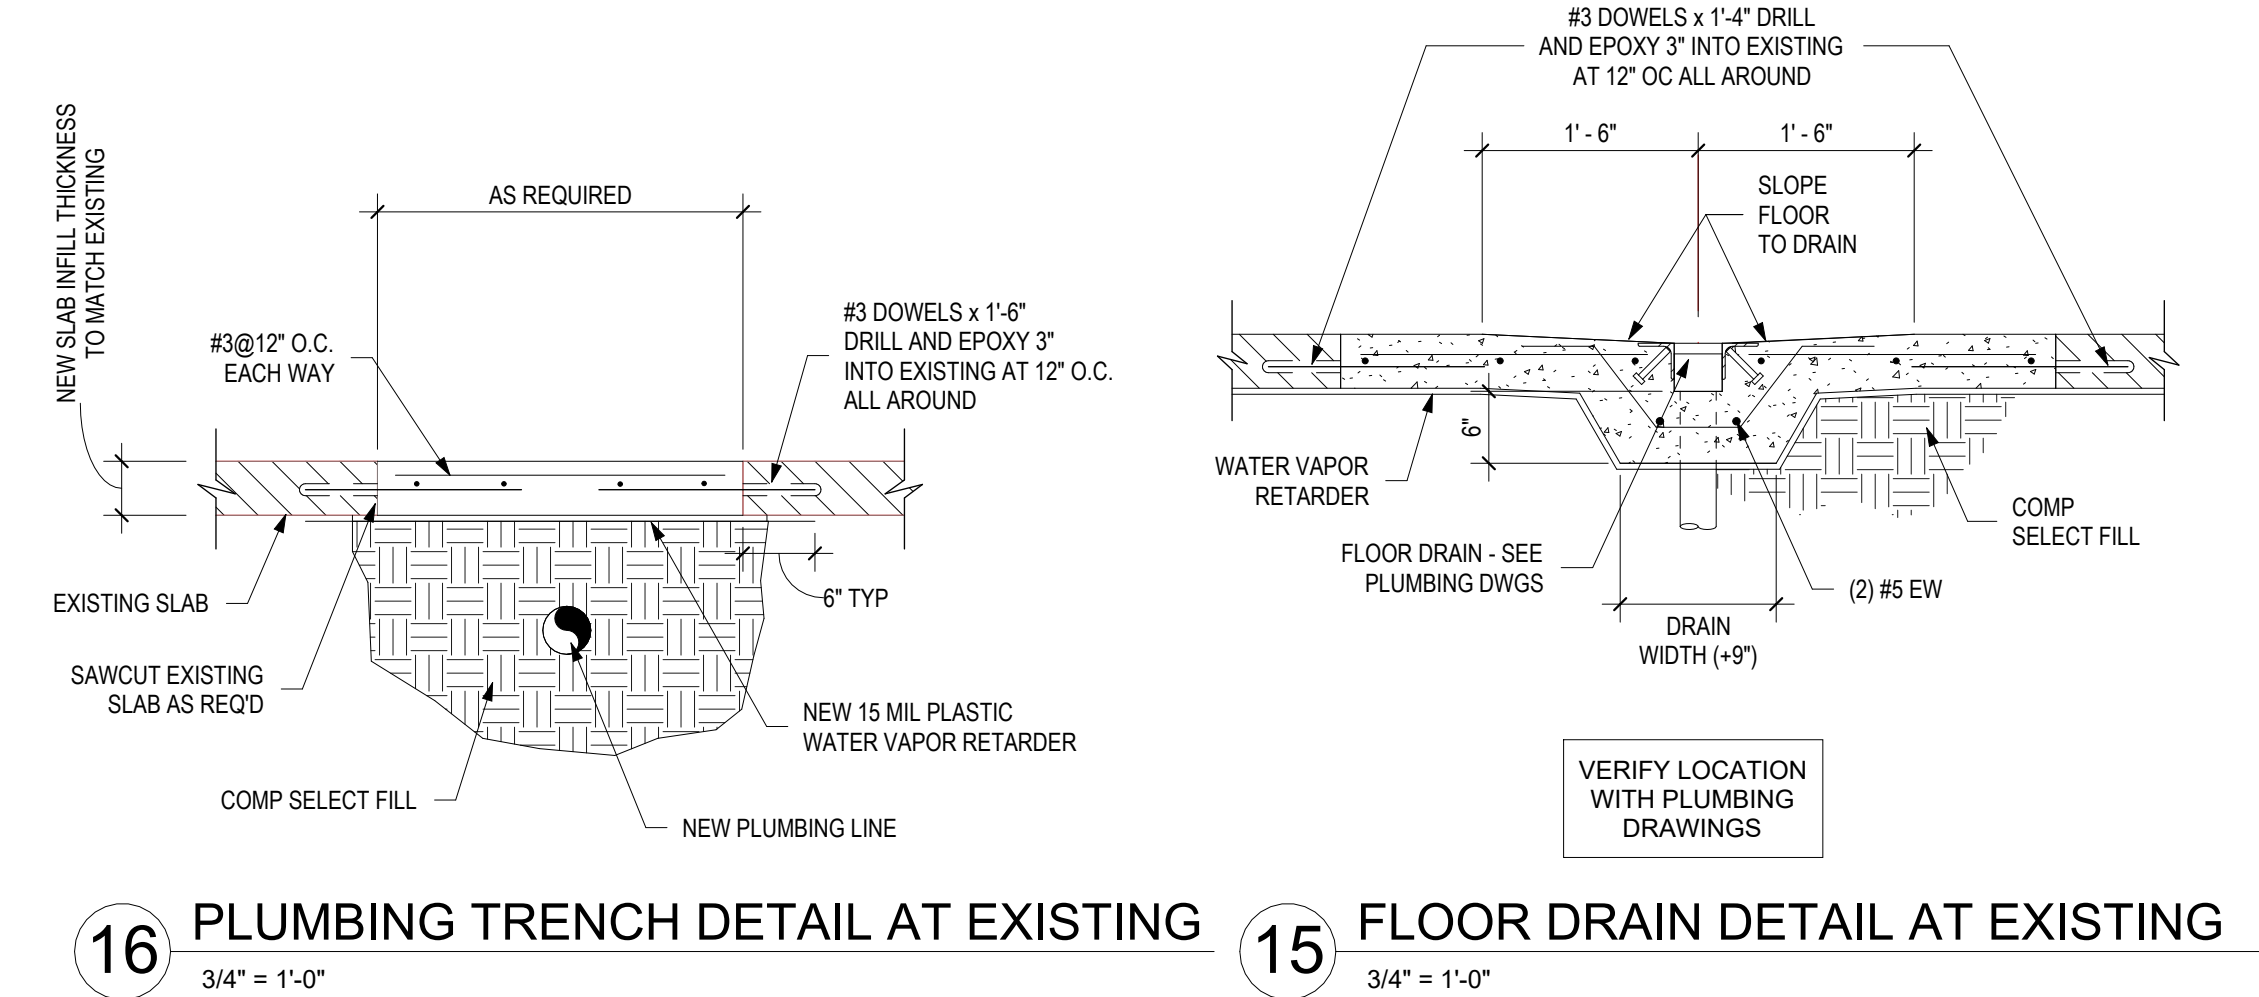 NEW SLAB INFILL THICKNESS
TO MATCH EXISTING
AS REQUIRED
#3@12" O.C.
EACH WAY
#3 DOWELS x 1'-6"
DRILL AND EPOXY 3"
INTO EXISTING AT 12" O.C.
ALL AROUND
EXISTING SLAB
6" TYP
SAWCUT EXISTING
SLAB AS REQ'D
NEW 15 MIL PLASTIC
WATER VAPOR RETARDER
COMP SELECT FILL
NEW PLUMBING LINE
16
PLUMBING TRENCH DETAIL AT EXISTING
3/4" = 1'-0"
#3 DOWELS x 1'-4" DRILL
AND EPOXY 3" INTO EXISTING
AT 12" OC ALL AROUND
1' - 6"
1' - 6"
SLOPE
FLOOR
TO DRAIN
6"
WATER VAPOR
RETARDER
COMP
SELECT FILL
FLOOR DRAIN - SEE
PLUMBING DWGS
(2) #5 EW
DRAIN
WIDTH (+9")
VERIFY LOCATION
WITH PLUMBING
DRAWINGS
15
FLOOR DRAIN DETAIL AT EXISTING
3/4" = 1'-0"